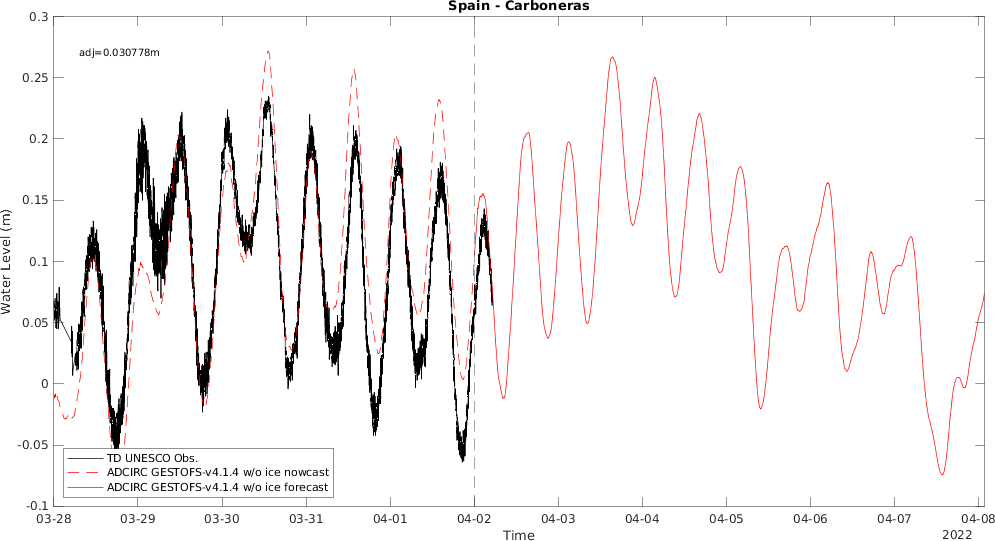 Spain - Carboneras
0.3
adj=0.030778m
0.25
0.2
0.15
0.1
0.05
0
-0.05
-0.1
Water Level (m)
TD UNESCO Obs.
ADCIRC GESTOFS-v4.1.4 w/o ice nowcast
ADCIRC GESTOFS-v4.1.4 w/o ice forecast
03-28 03-29 03-30 03-31 04-01 04-02 04-03 04-04 04-05 04-06 04-07 04-08
Time
2022